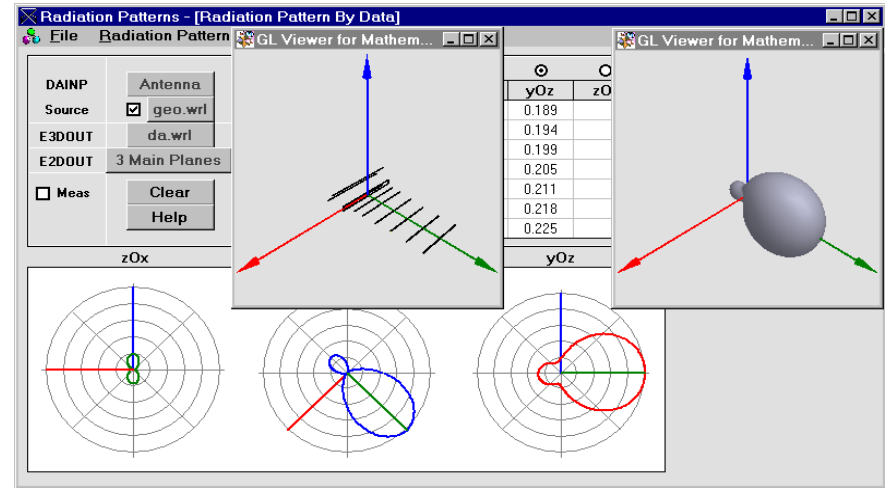 Radiation Patterns - [Radiation Pattern By Data]
File Radiation Pattern
GL Viewer for Mathem...
GL Viewer for Mathem...
DAINP Antenna
Source geo.wrl
E3DOUT da.wrl
E2DOUT 3 Main Planes
Meas Clear
Help
yOz zO
0.189
0.194
0.199
0.205
0.211
0.218
0.225
zOx yOz